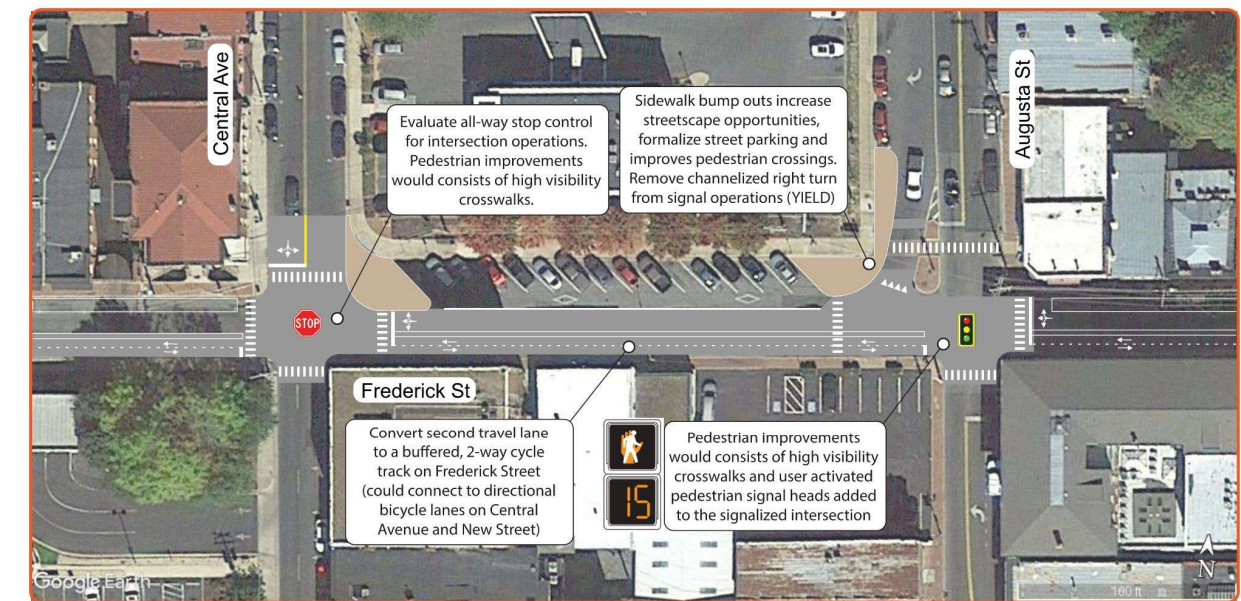 Central Ave
Augusta St
Evaluate all-way stop control
for intersection operations.
Pedestrian improvements
would consists of high visibility
crosswalks.
Sidewalk bump outs increase
streetscape opportunities,
formalize street parking and
improves pedestrian crossings.
Remove channelized right turn
from signal operations (YIELD)
STOP
Frederick St
Convert second travel lane
to a buffered, 2-way cycle
track on Frederick Street
(could connect to directional
bicycle lanes on Central
Avenue and New Street)
15
Pedestrian improvements
would consists of high visibility
crosswalks and user activated
pedestrian signal heads added
to the signalized intersection
Google Earth
N
100 ft